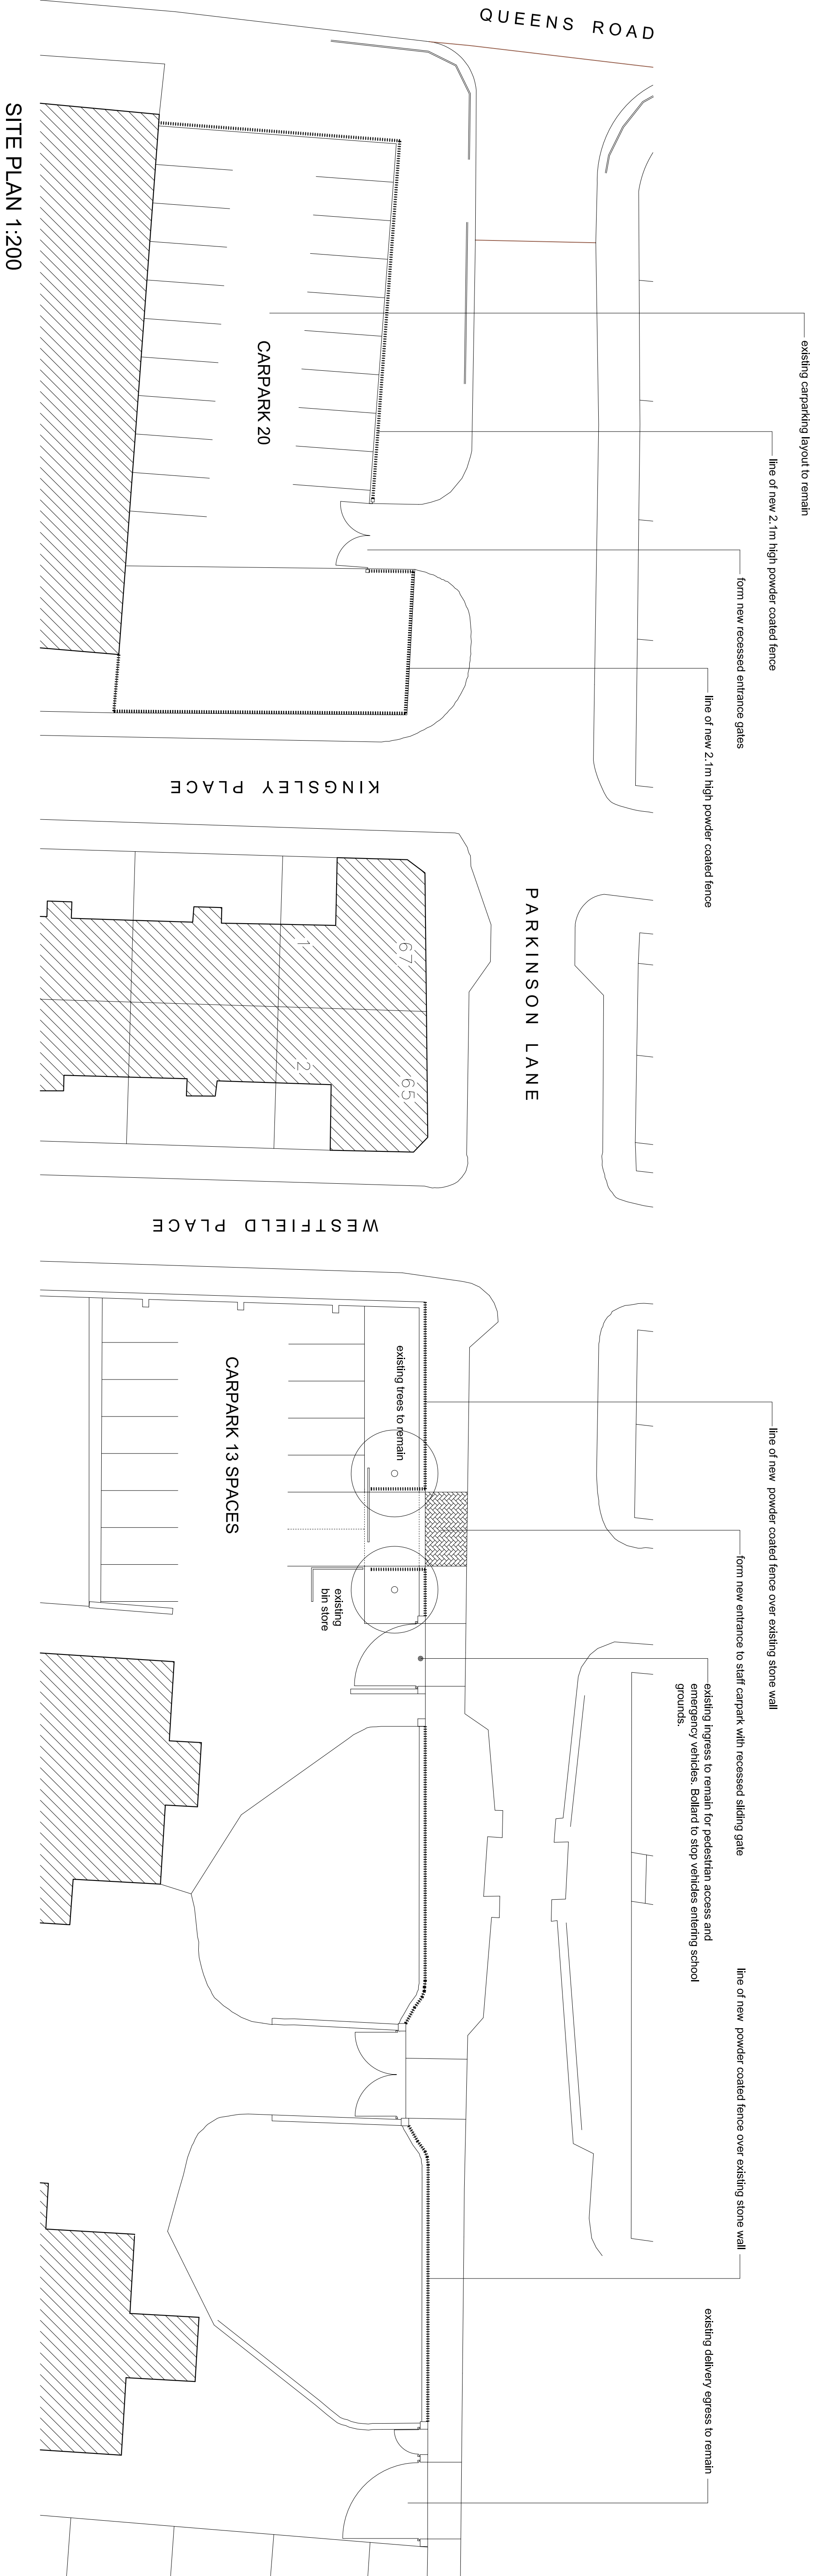 QUEENS ROAD
SITE PLAN 1:200
existing carparking layout to remain
line of new 2.1m high powder coated fence
form new recessed entrance gates
line of new 2.1m high powder coated fence
CARPARK 20
KINGSLEY PLACE
PARKINSON LANE
67
1
65
2
WESTFIELD PLACE
line of new powder coated fence over existing stone wall
form new entrance to staff carpark with recessed sliding gate
existing ingress to remain for pedestrian access and
emergency vehicles. Bollard to stop vehicles entering school
grounds.
existing trees to remain
CARPARK 13 SPACES
existing
bin store
line of new powder coated fence over existing stone wall
existing delivery egress to remain